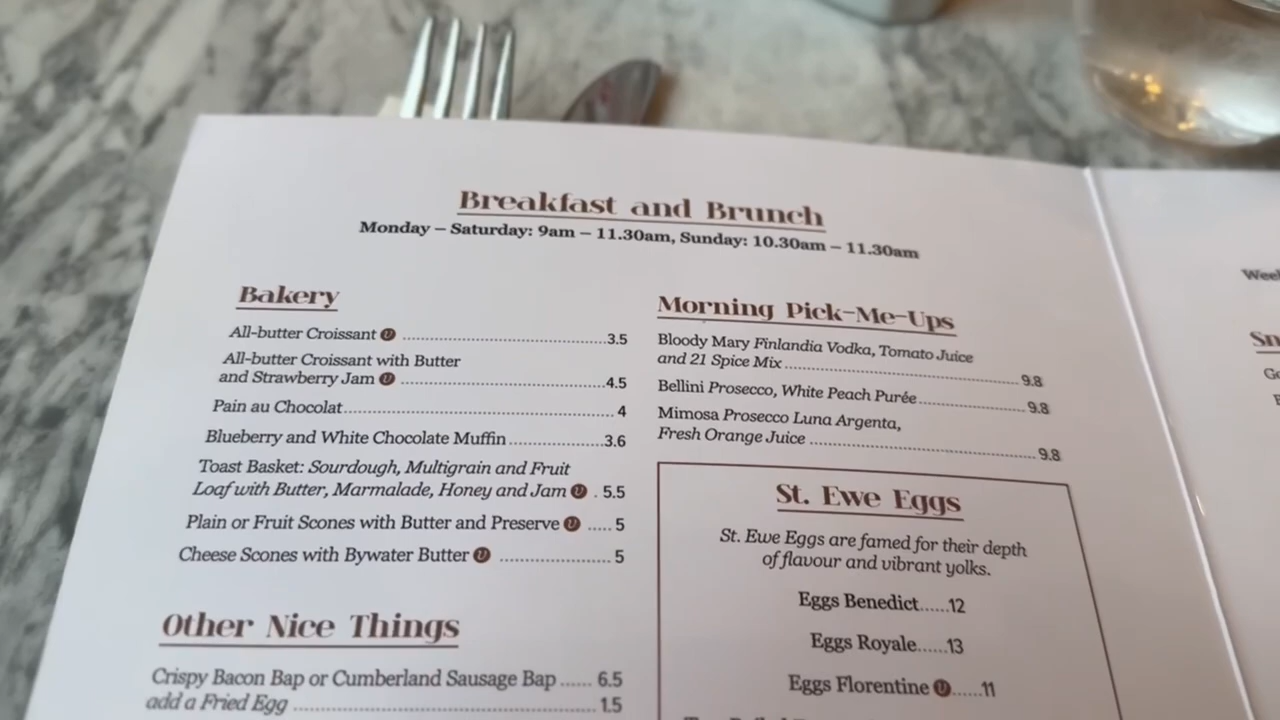 Breakfast and Brunch
Monday – Saturday: 9am – 11.30am, Sunday: 10.30am – 11.30am
Bakery
All-butter Croissant V ........ 3.5
All-butter Croissant with Butter
and Strawberry Jam V ........ 4.5
Pain au Chocolat........ 4
Blueberry and White Chocolate Muffin........3.6
Toast Basket: Sourdough, Multigrain and Fruit
Loaf with Butter, Marmalade, Honey and Jam V . 5.5
Plain or Fruit Scones with Butter and Preserve V ..... 5
Cheese Scones with Bywater Butter V ........ 5
Other Nice Things
Crispy Bacon Bap or Cumberland Sausage Bap ...... 6.5
add a Fried Egg ........ 1.5
Morning Pick-Me-Ups
Bloody Mary Finlandia Vodka, Tomato Juice
and 21 Spice Mix ........ 9.8
Bellini Prosecco, White Peach Purée........ 9.8
Mimosa Prosecco Luna Argenta,
Fresh Orange Juice ........ 9.8
St. Ewe Eggs
St. Ewe Eggs are famed for their depth
of flavour and vibrant yolks.
Eggs Benedict......12
Eggs Royale......13
Eggs Florentine V......11